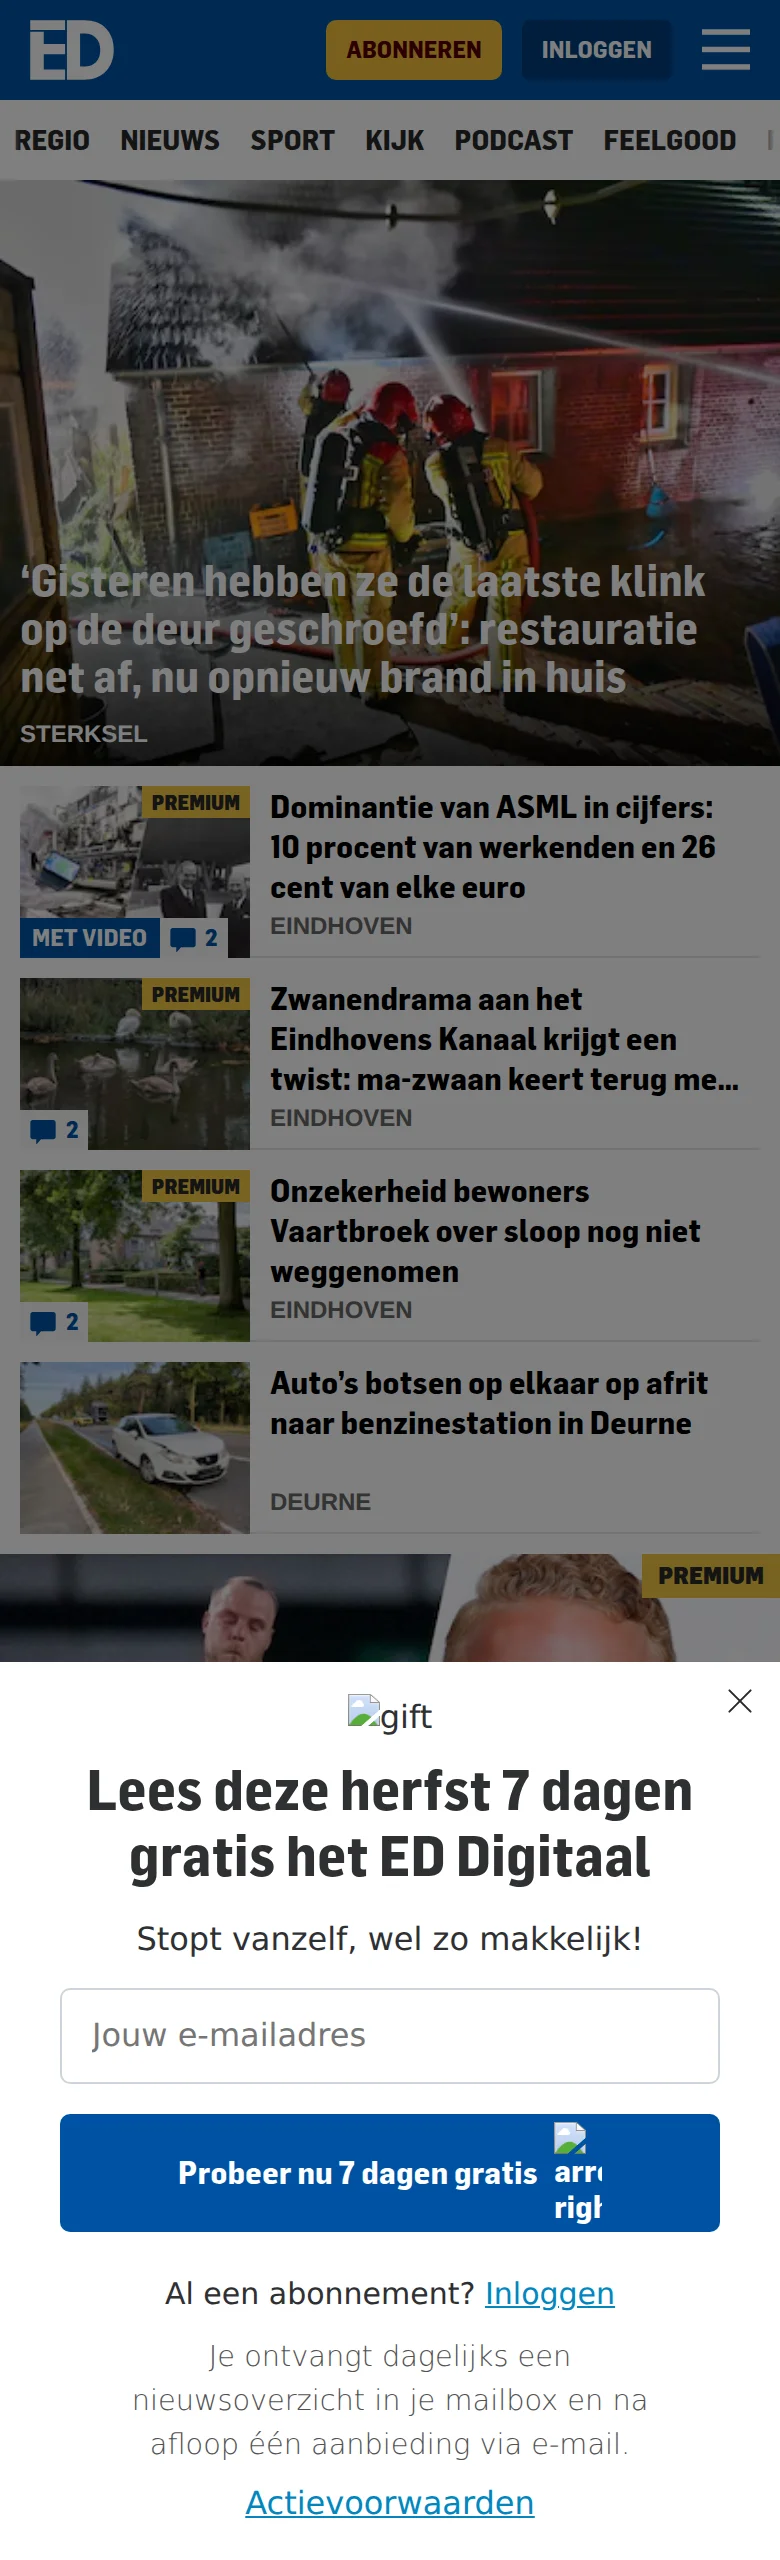 ED
ABONNEREN
INLOGGEN
REGIO NIEUWS SPORT KIJK PODCAST FEELGOOD
‘Gisteren hebben ze de laatste klink
op de deur geschroefd’: restauratie
net af, nu opnieuw brand in huis
STERKSEL
PREMIUM
MET VIDEO 2
Dominantie van ASML in cijfers:
10 procent van werkenden en 26
cent van elke euro
EINDHOVEN
PREMIUM
2
Zwanendrama aan het
Eindhovens Kanaal krijgt een
twist: ma-zwaan keert terug me...
EINDHOVEN
PREMIUM
2
Onzekerheid bewoners
Vaartbroek over sloop nog niet
weggenomen
EINDHOVEN
Auto’s botsen op elkaar op afrit
naar benzinestation in Deurne
DEURNE
PREMIUM
gift
Lees deze herfst 7 dagen
gratis het ED Digitaal
Stopt vanzelf, wel zo makkelijk!
Jouw e-mailadres
Probeer nu 7 dagen gratis
Al een abonnement? Inloggen
Je ontvangt dagelijks een
nieuwsoverzicht in je mailbox en na
afloop één aanbieding via e-mail.
Actievoorwaarden